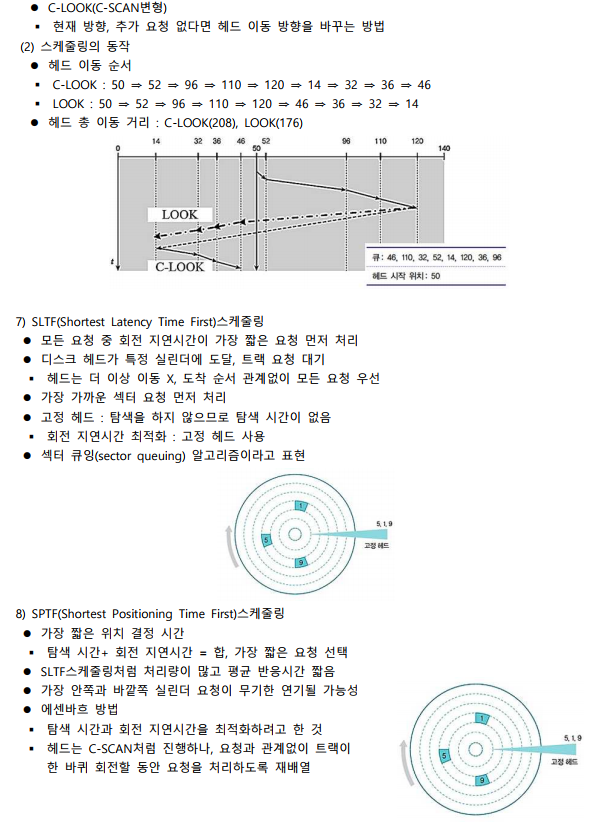 ● C-LOOK(C-SCAN변형)
▪ 현재 방향, 추가 요청 없다면 헤드 이동 방향을 바꾸는 방법
(2) 스케줄링의 동작
● 헤드 이동 순서
▪ C-LOOK : 50 ⇒ 52 ⇒ 96 ⇒ 110 ⇒ 120 ⇒ 14 ⇒ 32 ⇒ 36 ⇒ 46
▪ LOOK : 50 ⇒ 52 ⇒ 96 ⇒ 110 ⇒ 120 ⇒ 46 ⇒ 36 ⇒ 32 ⇒ 14
● 헤드 총 이동 거리 : C-LOOK(208), LOOK(176)
0 14 32 36 46 50 52 96 110 120 140
LOOK
C-LOOK
t
큐: 46, 110, 32, 52, 14, 120, 36, 96
헤드 시작 위치: 50
7) SLTF(Shortest Latency Time First)스케줄링
● 모든 요청 중 회전 지연시간이 가장 짧은 요청 먼저 처리
● 디스크 헤드가 특정 실린더에 도달, 트랙 요청 대기
▪ 헤드는 더 이상 이동 X, 도착 순서 관계없이 모든 요청 우선
● 가장 가까운 섹터 요청 먼저 처리
● 고정 헤드 : 탐색을 하지 않으므로 탐색 시간이 없음
▪ 회전 지연시간 최적화 : 고정 헤드 사용
● 섹터 큐잉(sector queuing) 알고리즘이라고 표현
1
5
9
5, 1, 9
고정 헤드
8) SPTF(Shortest Positioning Time First)스케줄링
● 가장 짧은 위치 결정 시간
▪ 탐색 시간+ 회전 지연시간 = 합, 가장 짧은 요청 선택
● SLTF스케줄링처럼 처리량이 많고 평균 반응시간 짧음
● 가장 안쪽과 바깥쪽 실린더 요청이 무기한 연기될 가능성
● 에센바흐 방법
▪ 탐색 시간과 회전 지연시간을 최적화하려고 한 것
▪ 헤드는 C-SCAN처럼 진행하나, 요청과 관계없이 트랙이
한 바퀴 회전할 동안 요청을 처리하도록 재배열
1
5
9
5, 1, 9
고정 헤드